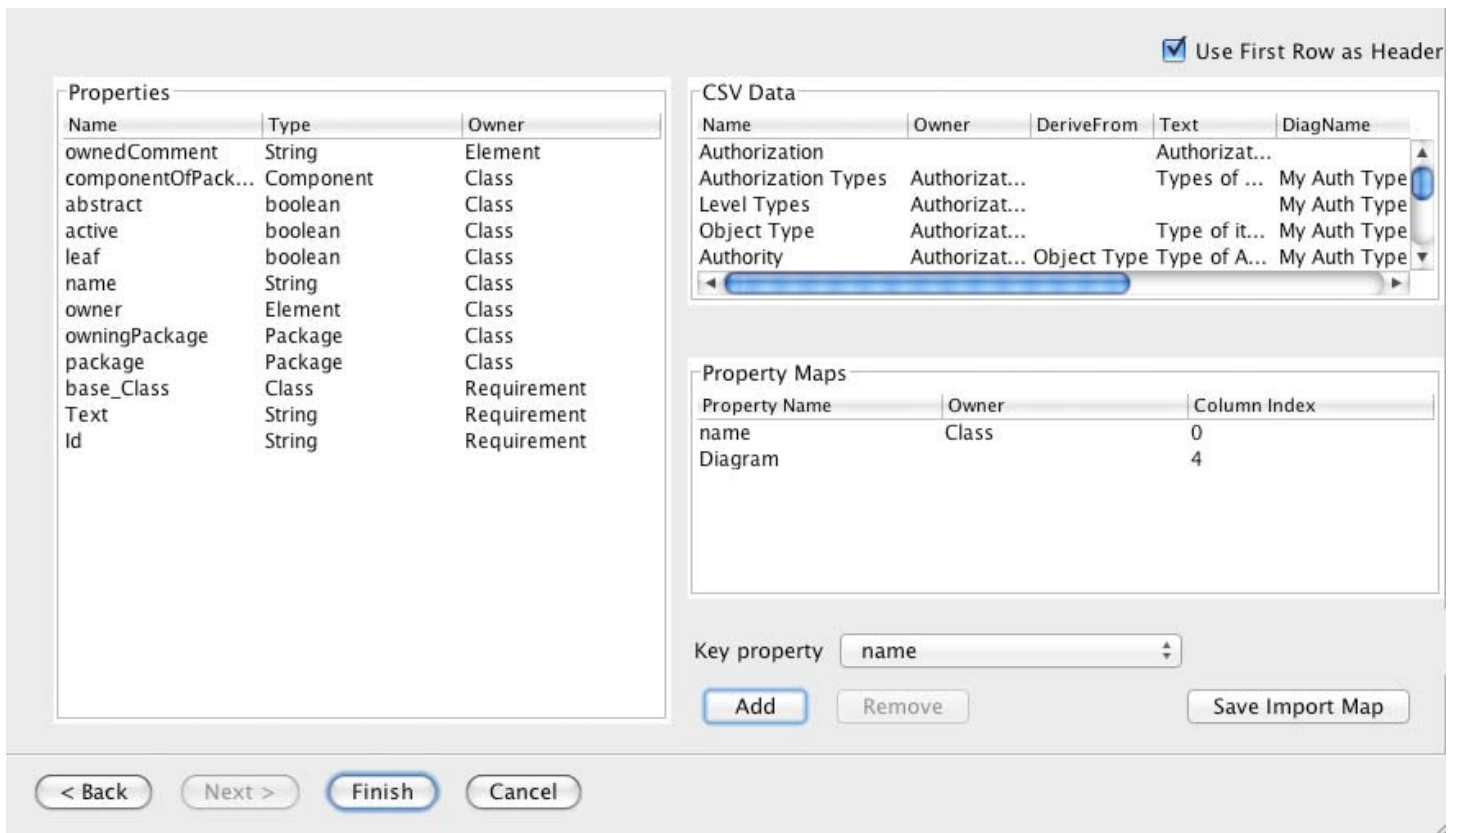 Use First Row as Header
Properties
Name Type Owner
ownedComment String Element
componentOfPack... Component Class
abstract boolean Class
active boolean Class
leaf boolean Class
name String Class
owner Element Class
owningPackage Package Class
package Package Class
base_Class Class Requirement
Text String Requirement
Id String Requirement
CSV Data
Name Owner DeriveFrom Text DiagName
Authorization Authorizat...
Authorization Types Authorizat... Types of ... My Auth Type
Level Types Authorizat... My Auth Type
Object Type Authorizat... Type of it... My Auth Type
Authority Authorizat... Object Type Type of A... My Auth Type
Property Maps
Property Name Owner Column Index
name Class 0
Diagram 4
Key property name
Add Remove Save Import Map
< Back Next > Finish Cancel